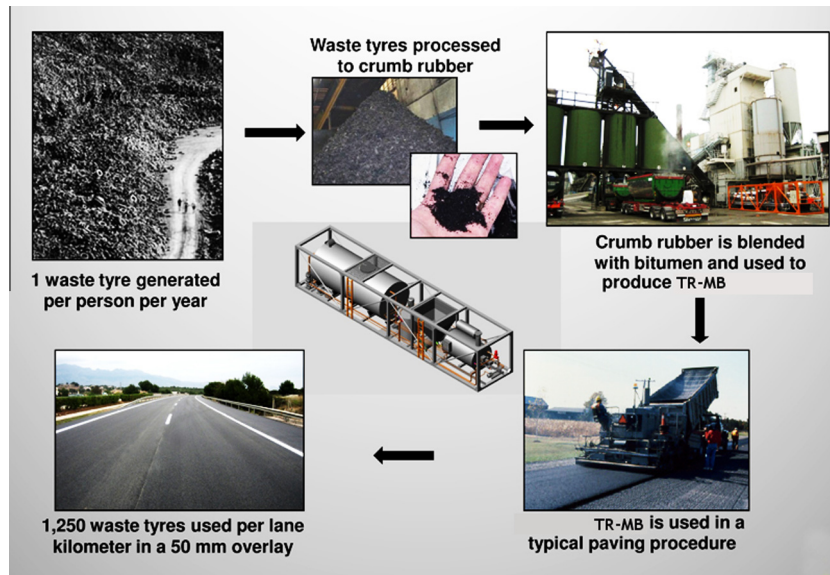 Waste tyres processed
to crumb rubber
1 waste tyre generated
per person per year
Crumb rubber is blended
with bitumen and used to
produce TR-MB
TR-MB is used in a
typical paving procedure
1,250 waste tyres used per lane
kilometer in a 50 mm overlay